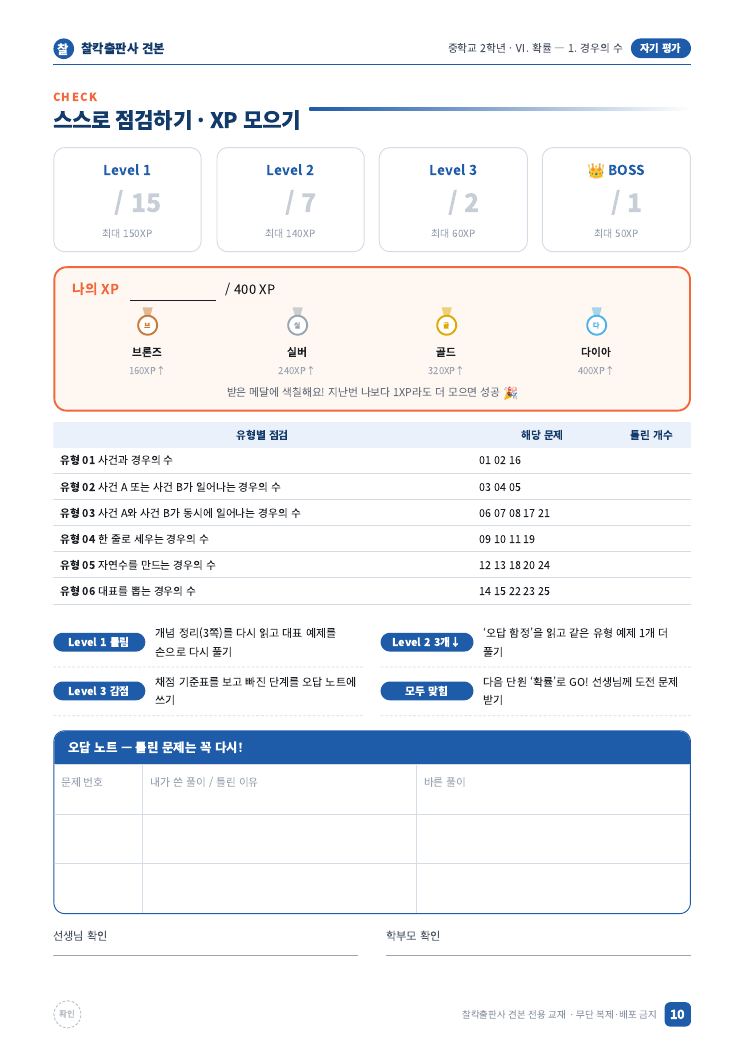 찰 찰칵출판사 견본
중학교 2학년 · Ⅵ. 확률 — 1. 경우의 수 자기 평가
CHECK
스스로 점검하기 · XP 모으기
Level 1
/ 15
최대 150XP
Level 2
/ 7
최대 140XP
Level 3
/ 2
최대 60XP
👑 BOSS
/ 1
최대 50XP
나의 XP / 400 XP
브 실 골 다
브론즈 실버 골드 다이아
160XP↑ 240XP↑ 320XP↑ 400XP↑
받은 메달에 색칠해요! 지난번 나보다 1XP라도 더 모으면 성공 🎉
유형별 점검 해당 문제 틀린 개수
유형 01 사건과 경우의 수 01 02 16
유형 02 사건 A 또는 사건 B가 일어나는 경우의 수 03 04 05
유형 03 사건 A와 사건 B가 동시에 일어나는 경우의 수 06 07 08 17 21
유형 04 한 줄로 세우는 경우의 수 09 10 11 19
유형 05 자연수를 만드는 경우의 수 12 13 18 20 24
유형 06 대표를 뽑는 경우의 수 14 15 22 23 25
Level 1 틀림
개념 정리(3쪽)를 다시 읽고 대표 예제를
손으로 다시 풀기
Level 2 3개↓
‘오답 함정’을 읽고 같은 유형 예제 1개 더
풀기
Level 3 감점
채점 기준표를 보고 빠진 단계를 오답 노트에
쓰기
모두 맞힘
다음 단원 ‘확률’로 GO! 선생님께 도전 문제
받기
오답 노트 — 틀린 문제는 꼭 다시!
문제 번호 내가 쓴 풀이 / 틀린 이유 바른 풀이
선생님 확인 학부모 확인
확인
찰칵출판사 견본 전용 교재 · 무단 복제·배포 금지 10